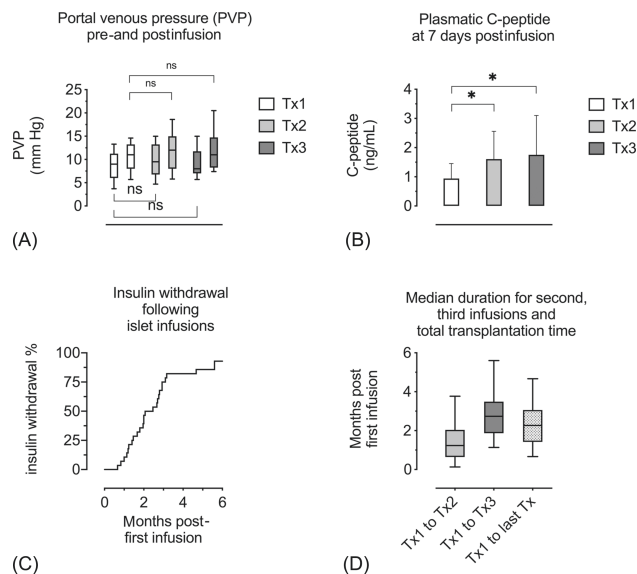 Portal venous pressure (PVP)
pre-and postinfusion
ns
ns
25
20
15
10
5
0
PVP
(mm Hg)
Tx1
Tx2
Tx3
ns
ns
(A)
Plasmatic C-peptide
at 7 days postinfusion
*
*
4
3
2
1
0
C-peptide
(ng/mL)
Tx1
Tx2
Tx3
(B)
Insulin withdrawal
following
islet infusions
100
75
50
25
0
insulin withdrawal %
0 2 4 6
Months post-
first infusion
(C)
Median duration for second,
third infusions and
total transplantation time
6
4
2
0
Months post
first infusion
Tx1 to Tx2
Tx1 to Tx3
Tx1 to last Tx
(D)